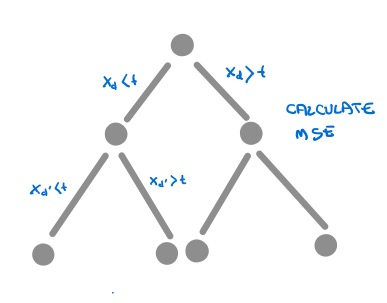 x_d < t
x_d > t
CALCULATE
MSE
x_d' < t
x_d' > t